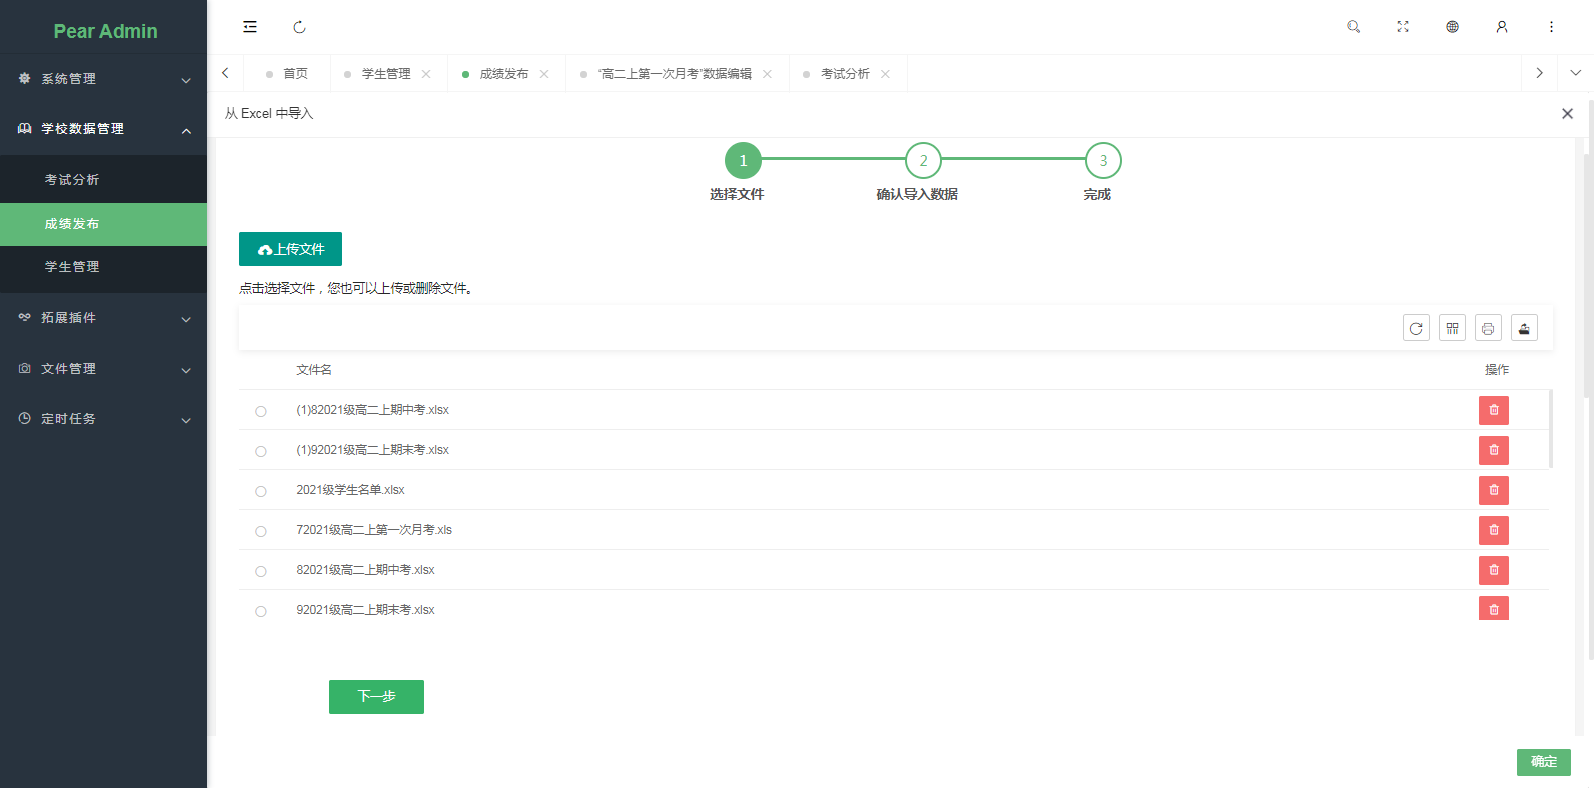 Pear Admin
系统管理
学校数据管理
考试分析
成绩发布
学生管理
拓展插件
文件管理
定时任务
首页
学生管理
成绩发布
“高二上第一次月考”数据编辑
考试分析
从 Excel 中导入
1
2
3
选择文件
确认导入数据
完成
上传文件
点击选择文件，您也可以上传或删除文件。
文件名
操作
(1)82021级高二上期中考.xlsx
(1)92021级高二上期末考.xlsx
2021级学生名单.xlsx
72021级高二上第一次月考.xls
82021级高二上期中考.xlsx
92021级高二上期末考.xlsx
下一步
确定